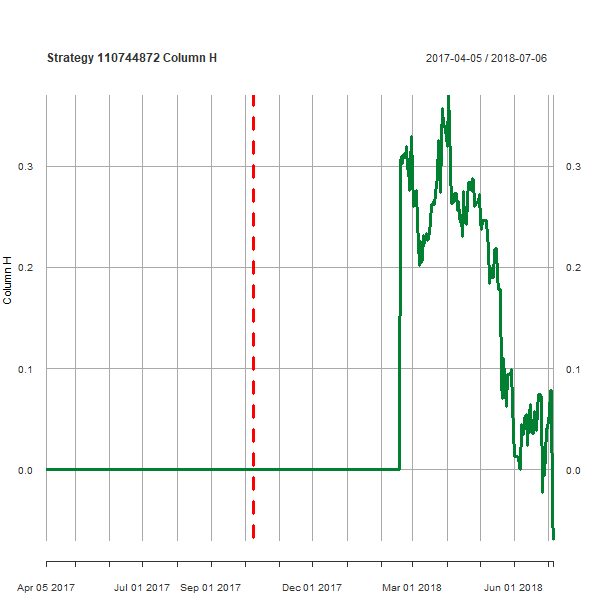 Strategy 110744872 Column H
2017-04-05 / 2018-07-06
0.3
0.3
0.2
0.2
Column H
0.1
0.1
0.0
0.0
Apr 05 2017
Jul 01 2017
Sep 01 2017
Dec 01 2017
Mar 01 2018
Jun 01 2018